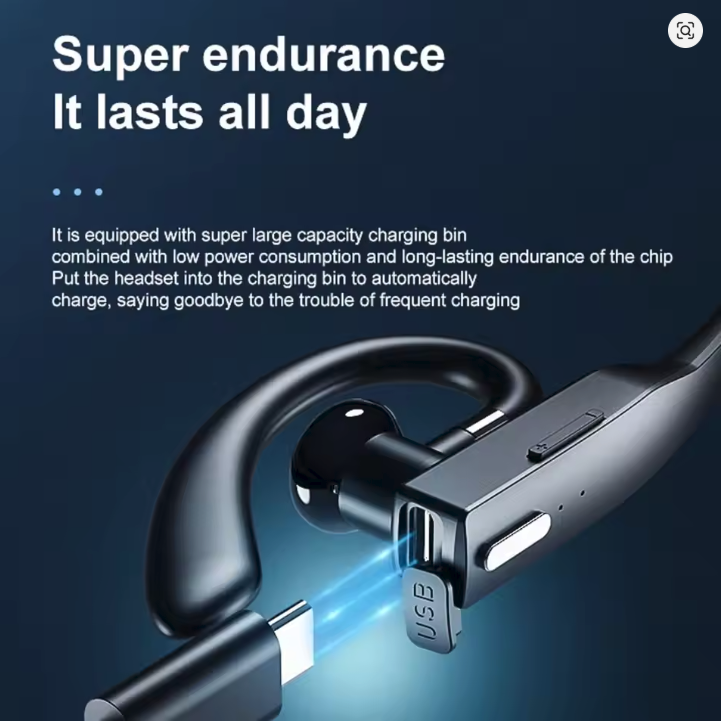 Super endurance
It lasts all day
It is equipped with super large capacity charging bin
combined with low power consumption and long-lasting endurance of the chip
Put the headset into the charging bin to automatically
charge, saying goodbye to the trouble of frequent charging
USB